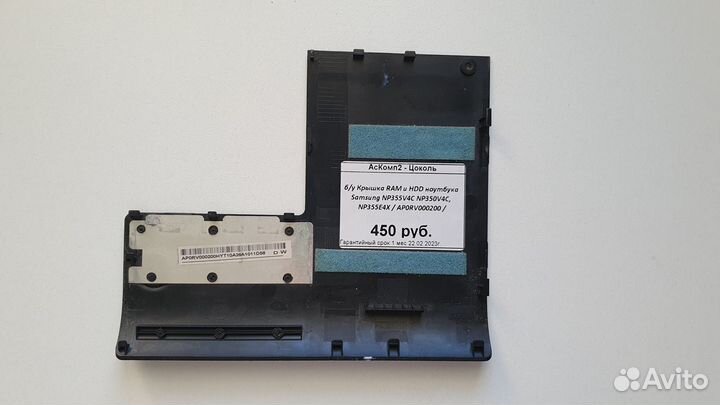 АсКомп2 - Цоколь
б/у Крышка RAM и HDD ноутбука
Samsung NP355V4C NP350V4C,
NP355E4X / AP0RV000200 /
450 руб.
Гарантийный срок 1 мес 22.02.2023г.
AP0RV000200HYT10A26A1011D68 D W
Avito